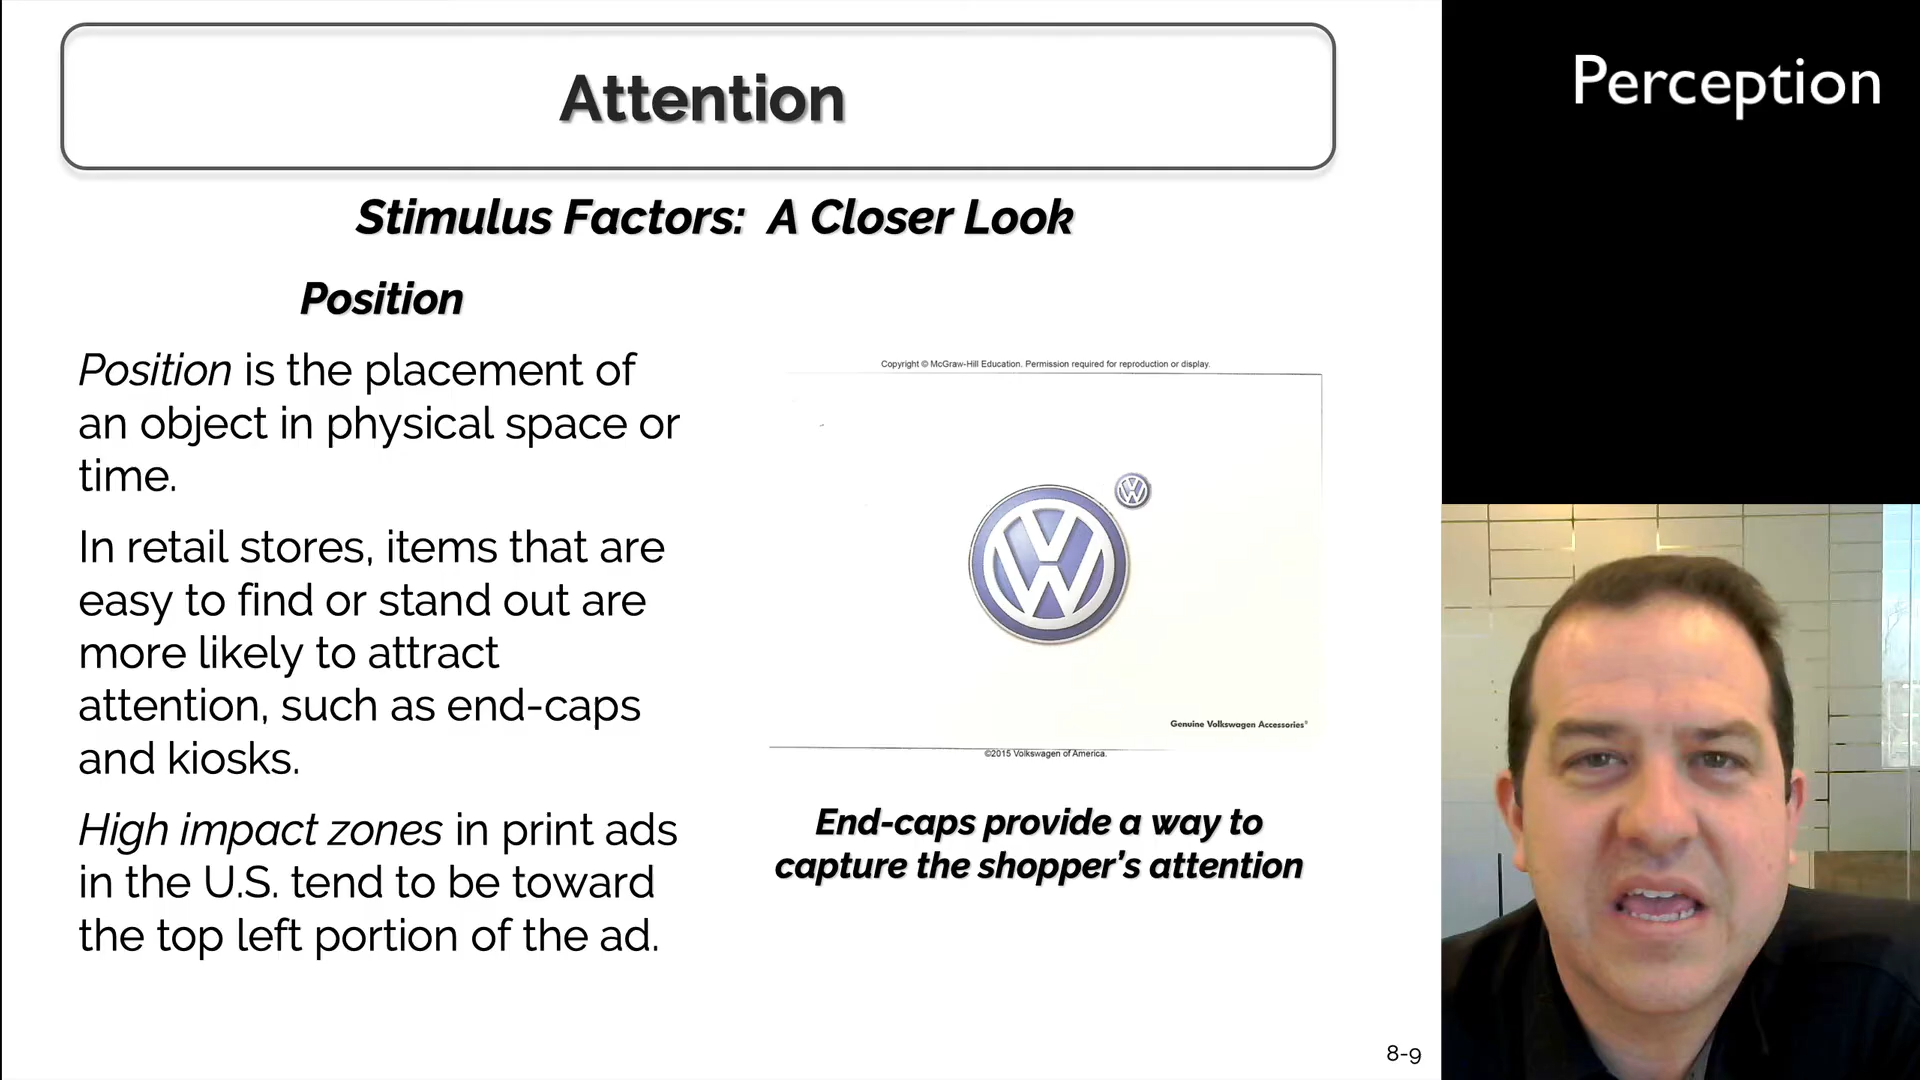 Attention
Perception
Stimulus Factors: A Closer Look
Position
Position is the placement of
an object in physical space or
time.
In retail stores, items that are
easy to find or stand out are
more likely to attract
attention, such as end-caps
and kiosks.
High impact zones in print ads
in the U.S. tend to be toward
the top left portion of the ad.
Copyright © McGraw-Hill Education. Permission required for reproduction or display.
VW
VW
Genuine Volkswagen Accessories®
©2015 Volkswagen of America.
End-caps provide a way to
capture the shopper's attention
8-9